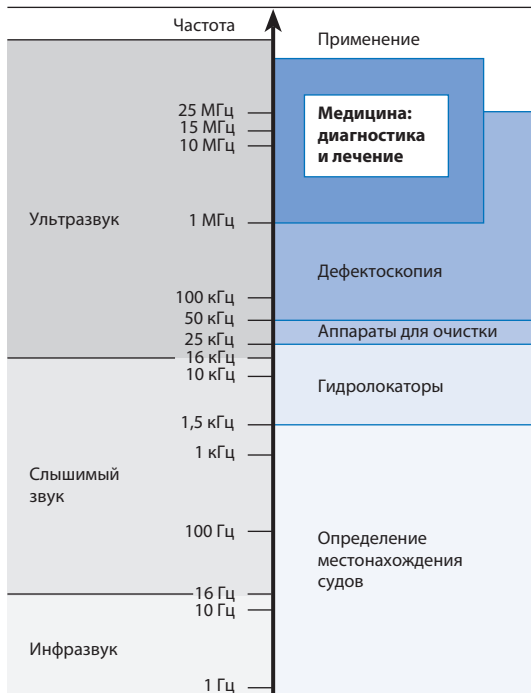 Частота
Применение
25 МГц
Медицина:
15 МГц
диагностика
10 МГц
и лечение
Ультразвук
1 МГц
Дефектоскопия
100 кГц
50 кГц
Аппараты для очистки
25 кГц
16 кГц
10 кГц
Гидролокаторы
1,5 кГц
1 кГц
Слышимый
звук
100 Гц
Определение
местонахождения
судов
16 Гц
10 Гц
Инфразвук
1 Гц